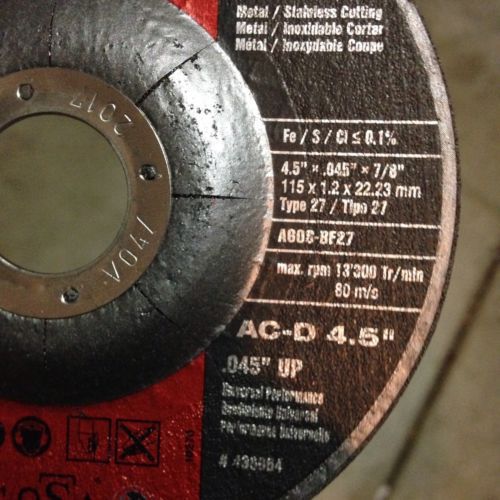 Metal / Stainless Cutting
Metal / Inoxidable Cortar
Métal / Inoxydable Coupe
Fe / S / Cl ≤ 0.1%
4.5" × .045" × 7/8"
115 x 1.2 x 22.23 mm
Type 27 / Tipo 27
A60S-BF27
max. rpm 13'300 Tr/min
80 m/s
AC-D 4.5"
.045" UP
Universal Performance
Rendimiento Universal
Performance Universelle
2017
/40A